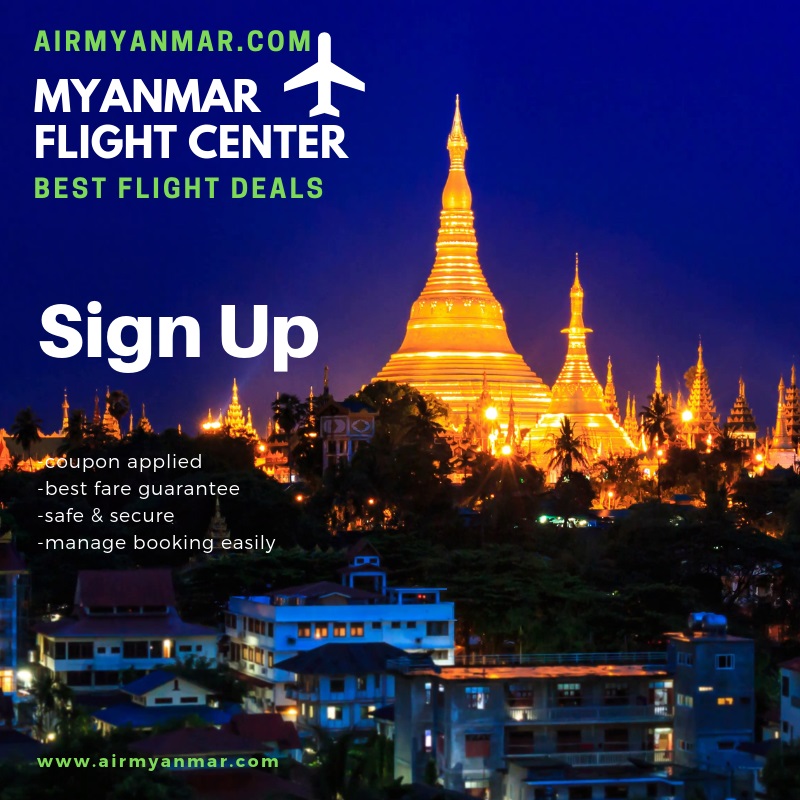 AIRMYANMAR.COM
MYANMAR
FLIGHT CENTER
BEST FLIGHT DEALS
Sign Up
-coupon applied
-best fare guarantee
-safe & secure
-manage booking easily
www.airmyanmar.com